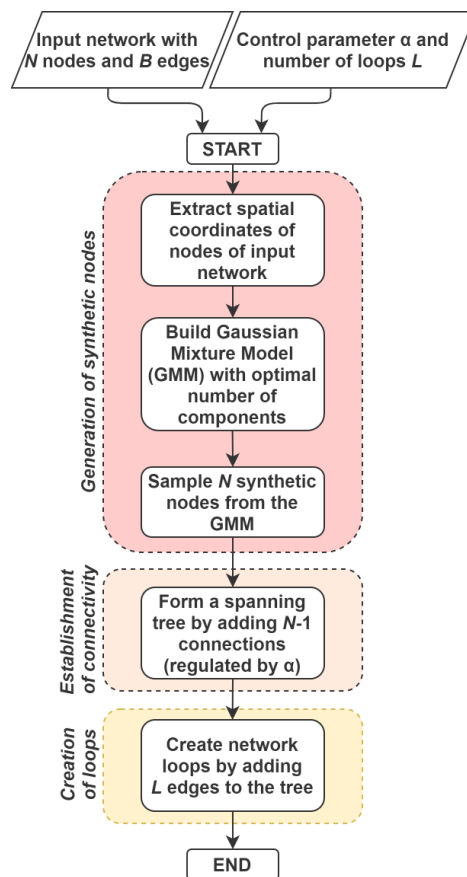 Input network with
N nodes and B edges
Control parameter α and
number of loops L
START
Generation of synthetic nodes
Extract spatial
coordinates of
nodes of input
network
Build Gaussian
Mixture Model
(GMM) with optimal
number of
components
Sample N synthetic
nodes from the
GMM
Establishment
of connectivity
Form a spanning
tree by adding N-1
connections
(regulated by α)
Creation
of loops
Create network
loops by adding
L edges to the tree
END